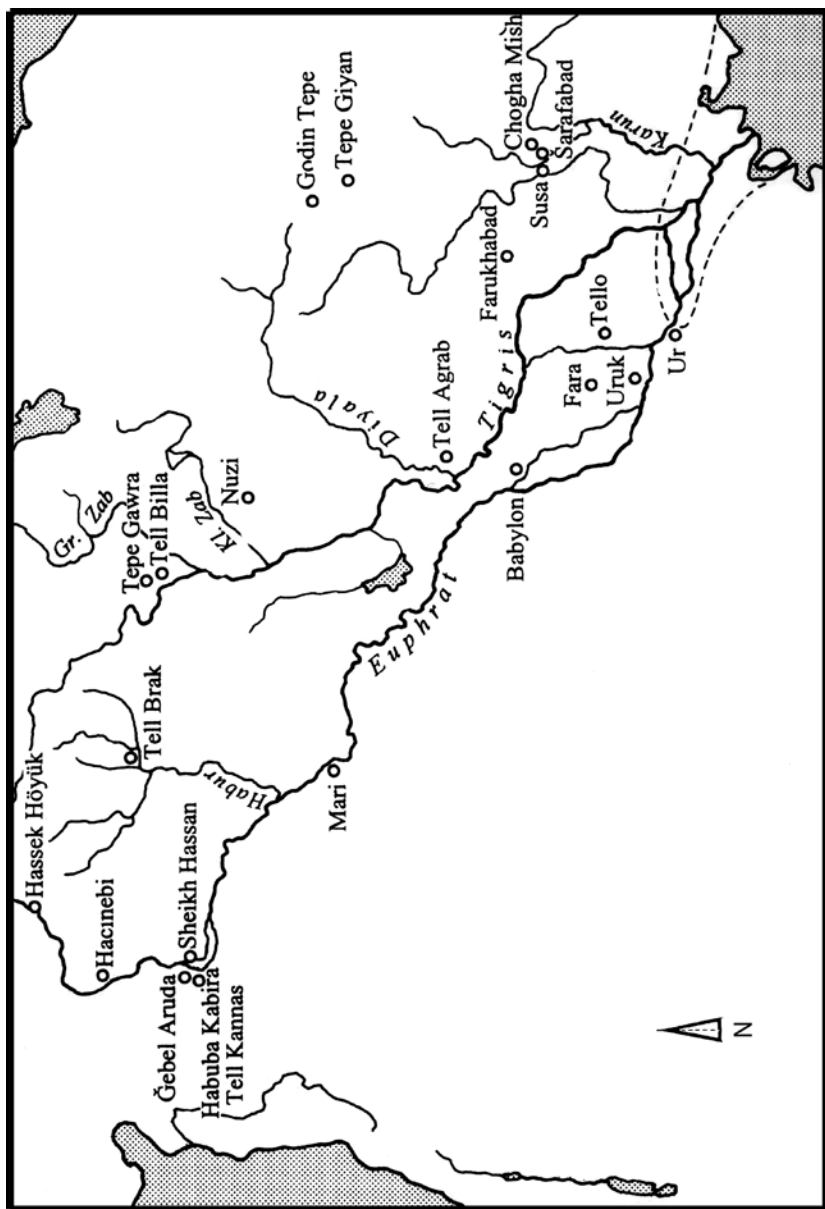 Hassek Höyük
Gr. Zab
Hacınebi
Tepe Gawra
Tell Brak
Tell Billa
Ǧebel Aruda
Sheikh Hassan
Habuba Kabira
Tell Kannas
Kl. Zab
Nuzi
Habur
Godin Tepe
Mari
Tepe Giyan
Diyala
Euphrat
Tell Agrab
Farukhabad
Tigris
Chogha Mish
Babylon
Susa
Šarafabad
Fara
Tello
Uruk
Karun
Ur
N